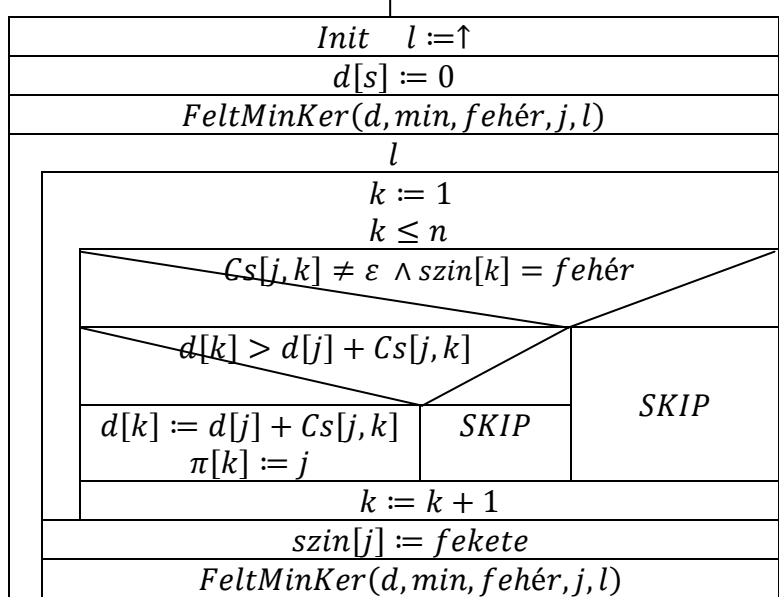 Init l ≔↑
d[s] ≔ 0
FeltMinKer(d, min, fehér, j, l)
l
k ≔ 1
k ≤ n
Cs[j, k] ≠ ε ∧ szin[k] = fehér
d[k] > d[j] + Cs[j, k]
SKIP
d[k] ≔ d[j] + Cs[j, k] SKIP
π[k] ≔ j
k ≔ k + 1
szin[j] ≔ fekete
FeltMinKer(d, min, fehér, j, l)